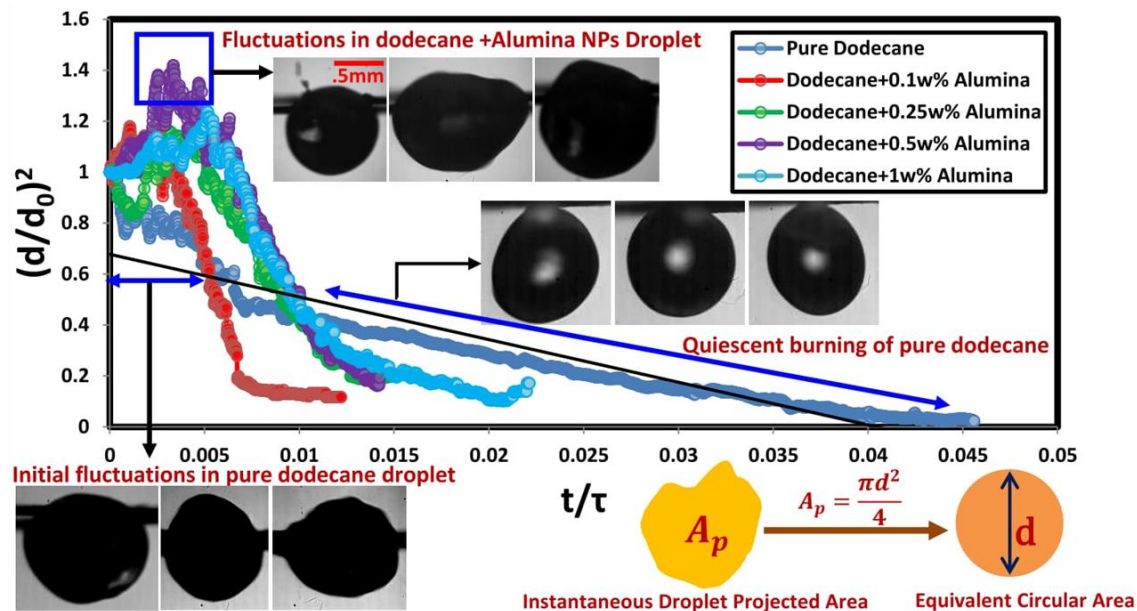 1.6
1.4
1.2
1
0.8
0.6
0.4
0.2
0
(d/d₀)²
Fluctuations in dodecane +Alumina NPs Droplet
.5mm
Pure Dodecane
Dodecane+0.1w% Alumina
Dodecane+0.25w% Alumina
Dodecane+0.5w% Alumina
Dodecane+1w% Alumina
Quiescent burning of pure dodecane
0 0.005 0.01 0.015 0.02 0.025 0.03 0.035 0.04 0.045 0.05
t/τ
Initial fluctuations in pure dodecane droplet
Aₚ
Aₚ = πd²/4
d
Instantaneous Droplet Projected Area
Equivalent Circular Area